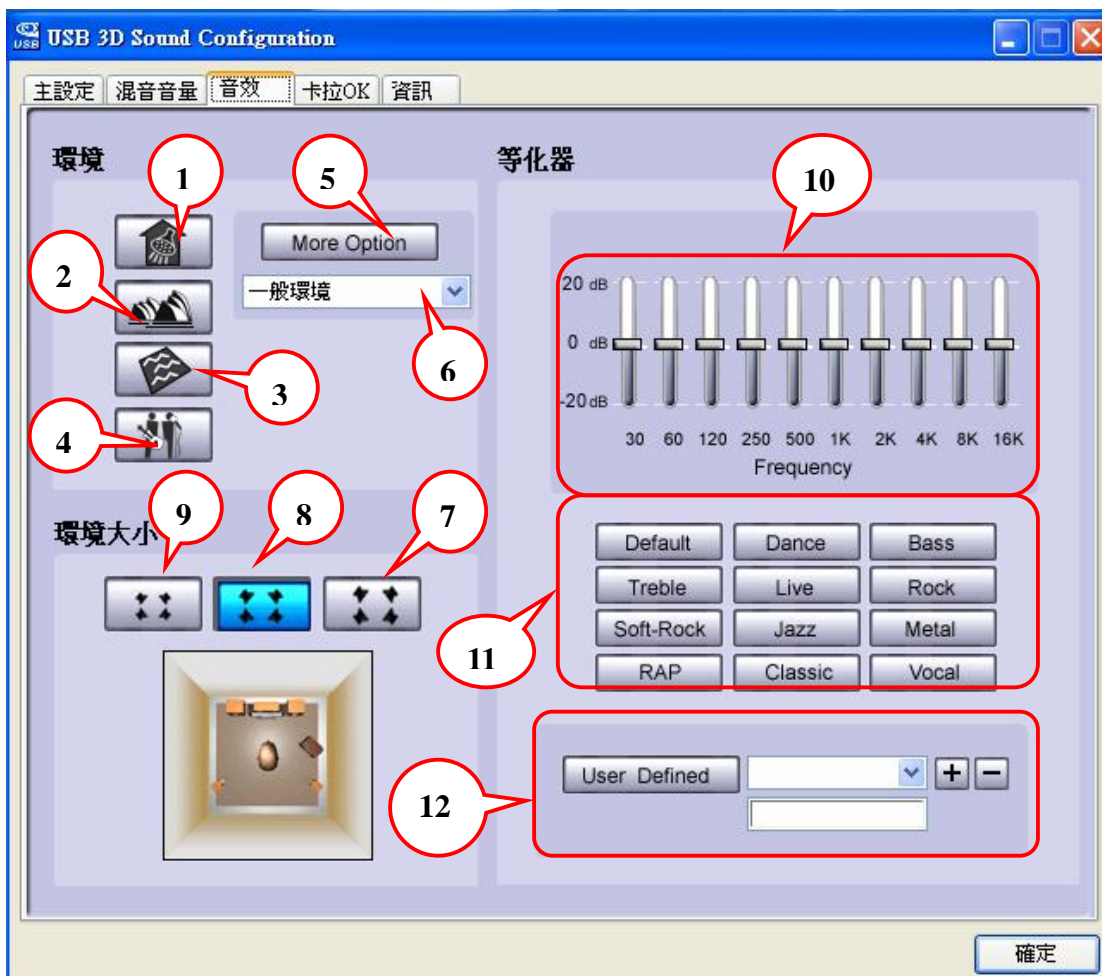 USB 3D Sound Configuration
主設定 混音音量 音效 卡拉OK 資訊
環境
1
2
3
4
5
More Option
一般環境
6
環境大小
9
8
7
等化器
10
20 dB
0 dB
-20 dB
30 60 120 250 500 1K 2K 4K 8K 16K
Frequency
11
Default Dance Bass
Treble Live Rock
Soft-Rock Jazz Metal
RAP Classic Vocal
12
User Defined + −
確定